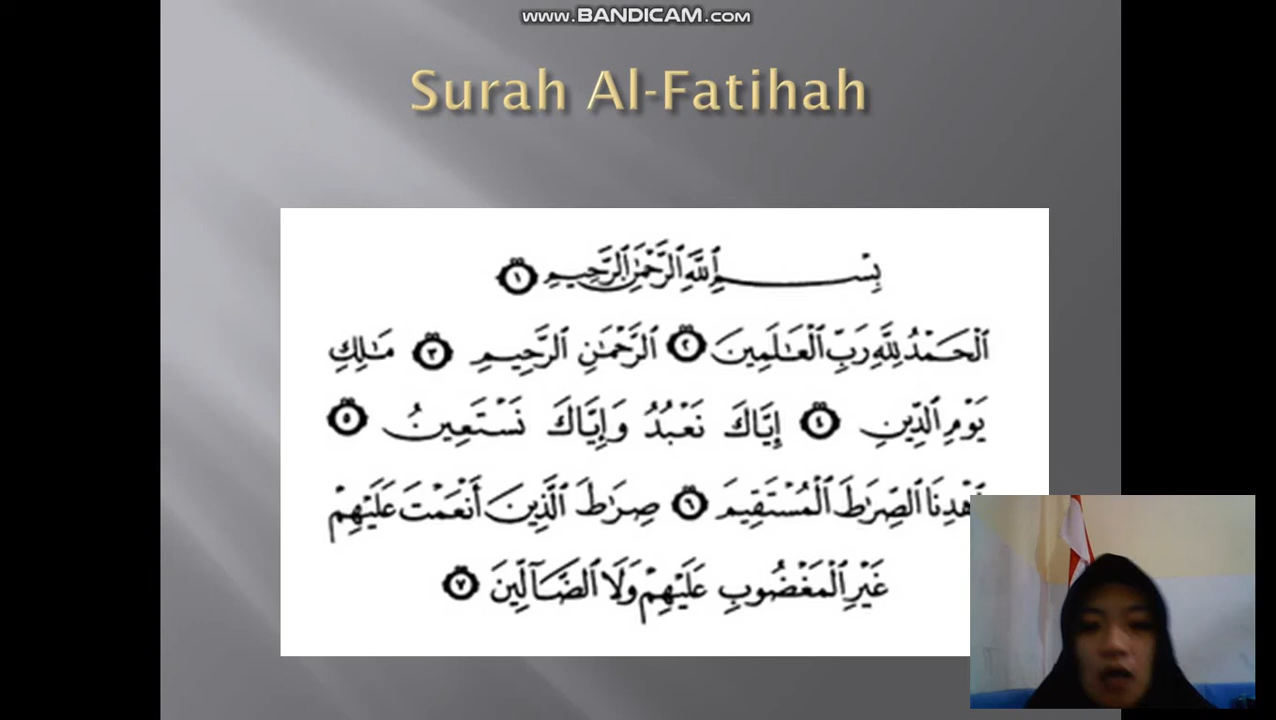 www.BANDICAM.com
Surah Al-Fatihah
بِسْمِ ٱللَّهِ ٱلرَّحْمَٰنِ ٱلرَّحِيمِ ١
ٱلْحَمْدُ لِلَّهِ رَبِّ ٱلْعَٰلَمِينَ ٢ ٱلرَّحْمَٰنِ ٱلرَّحِيمِ ٣ مَٰلِكِ
يَوْمِ ٱلدِّينِ ٤ إِيَّاكَ نَعْبُدُ وَإِيَّاكَ نَسْتَعِينُ ٥
ٱهْدِنَا ٱلصِّرَٰطَ ٱلْمُسْتَقِيمَ ٦ صِرَٰطَ ٱلَّذِينَ أَنْعَمْتَ عَلَيْهِمْ
غَيْرِ ٱلْمَغْضُوبِ عَلَيْهِمْ وَلَا ٱلضَّآلِّينَ ٧